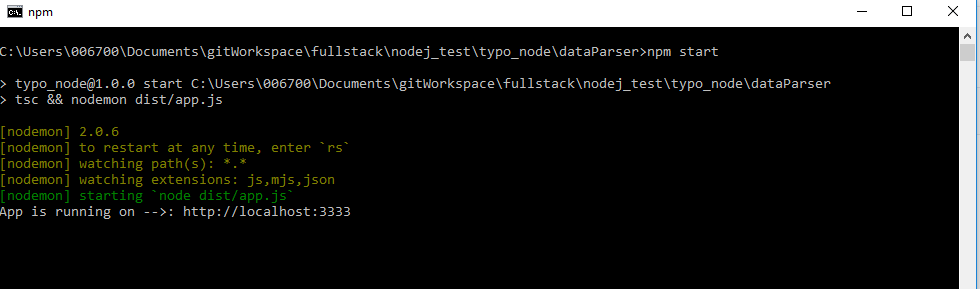 npm
C:\Users\006700\Documents\gitWorkspace\fullstack\nodej_test\typo_node\dataParser>npm start
> typo_node@1.0.0 start C:\Users\006700\Documents\gitWorkspace\fullstack\nodej_test\typo_node\dataParser
> tsc && nodemon dist/app.js
[nodemon] 2.0.6
[nodemon] to restart at any time, enter `rs`
[nodemon] watching path(s): *.*
[nodemon] watching extensions: js,mjs,json
[nodemon] starting `node dist/app.js`
App is running on -->: http://localhost:3333